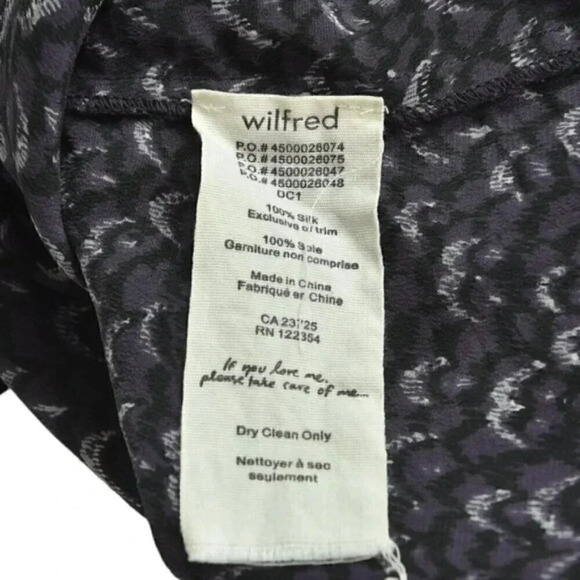 wilfred
P.O.# 4500026074
P.O.# 4500026075
P.O.# 4500026047
P.O.# 4500026048
DC1
100% Silk
Exclusive of trim
100% Soie
Garniture non comprise
Made in China
Fabriqué en Chine
CA
RN 122354
If you love me,
please take care of me...
Dry Clean Only
Nettoyer à sec
seulement